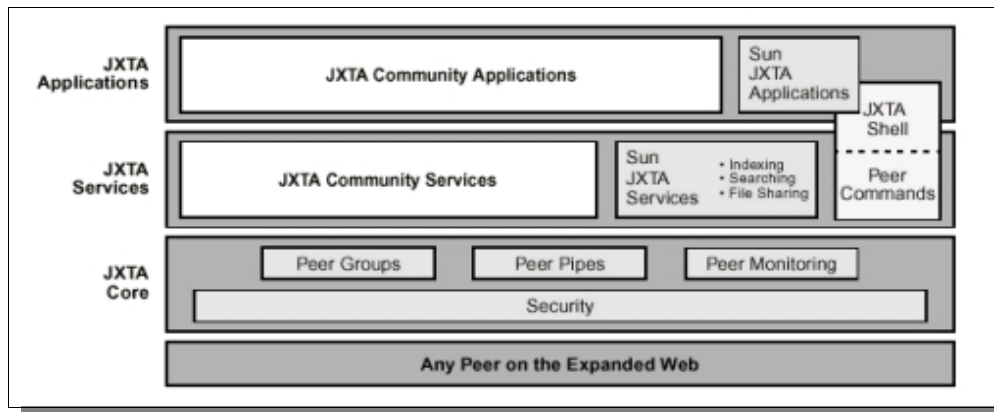 JXTA
Applications
JXTA Community Applications
Sun
JXTA
Applications
JXTA
Shell
Peer
Commands
JXTA
Services
JXTA Community Services
Sun
JXTA
Services
• Indexing
• Searching
• File Sharing
JXTA
Core
Peer Groups
Peer Pipes
Peer Monitoring
Security
Any Peer on the Expanded Web